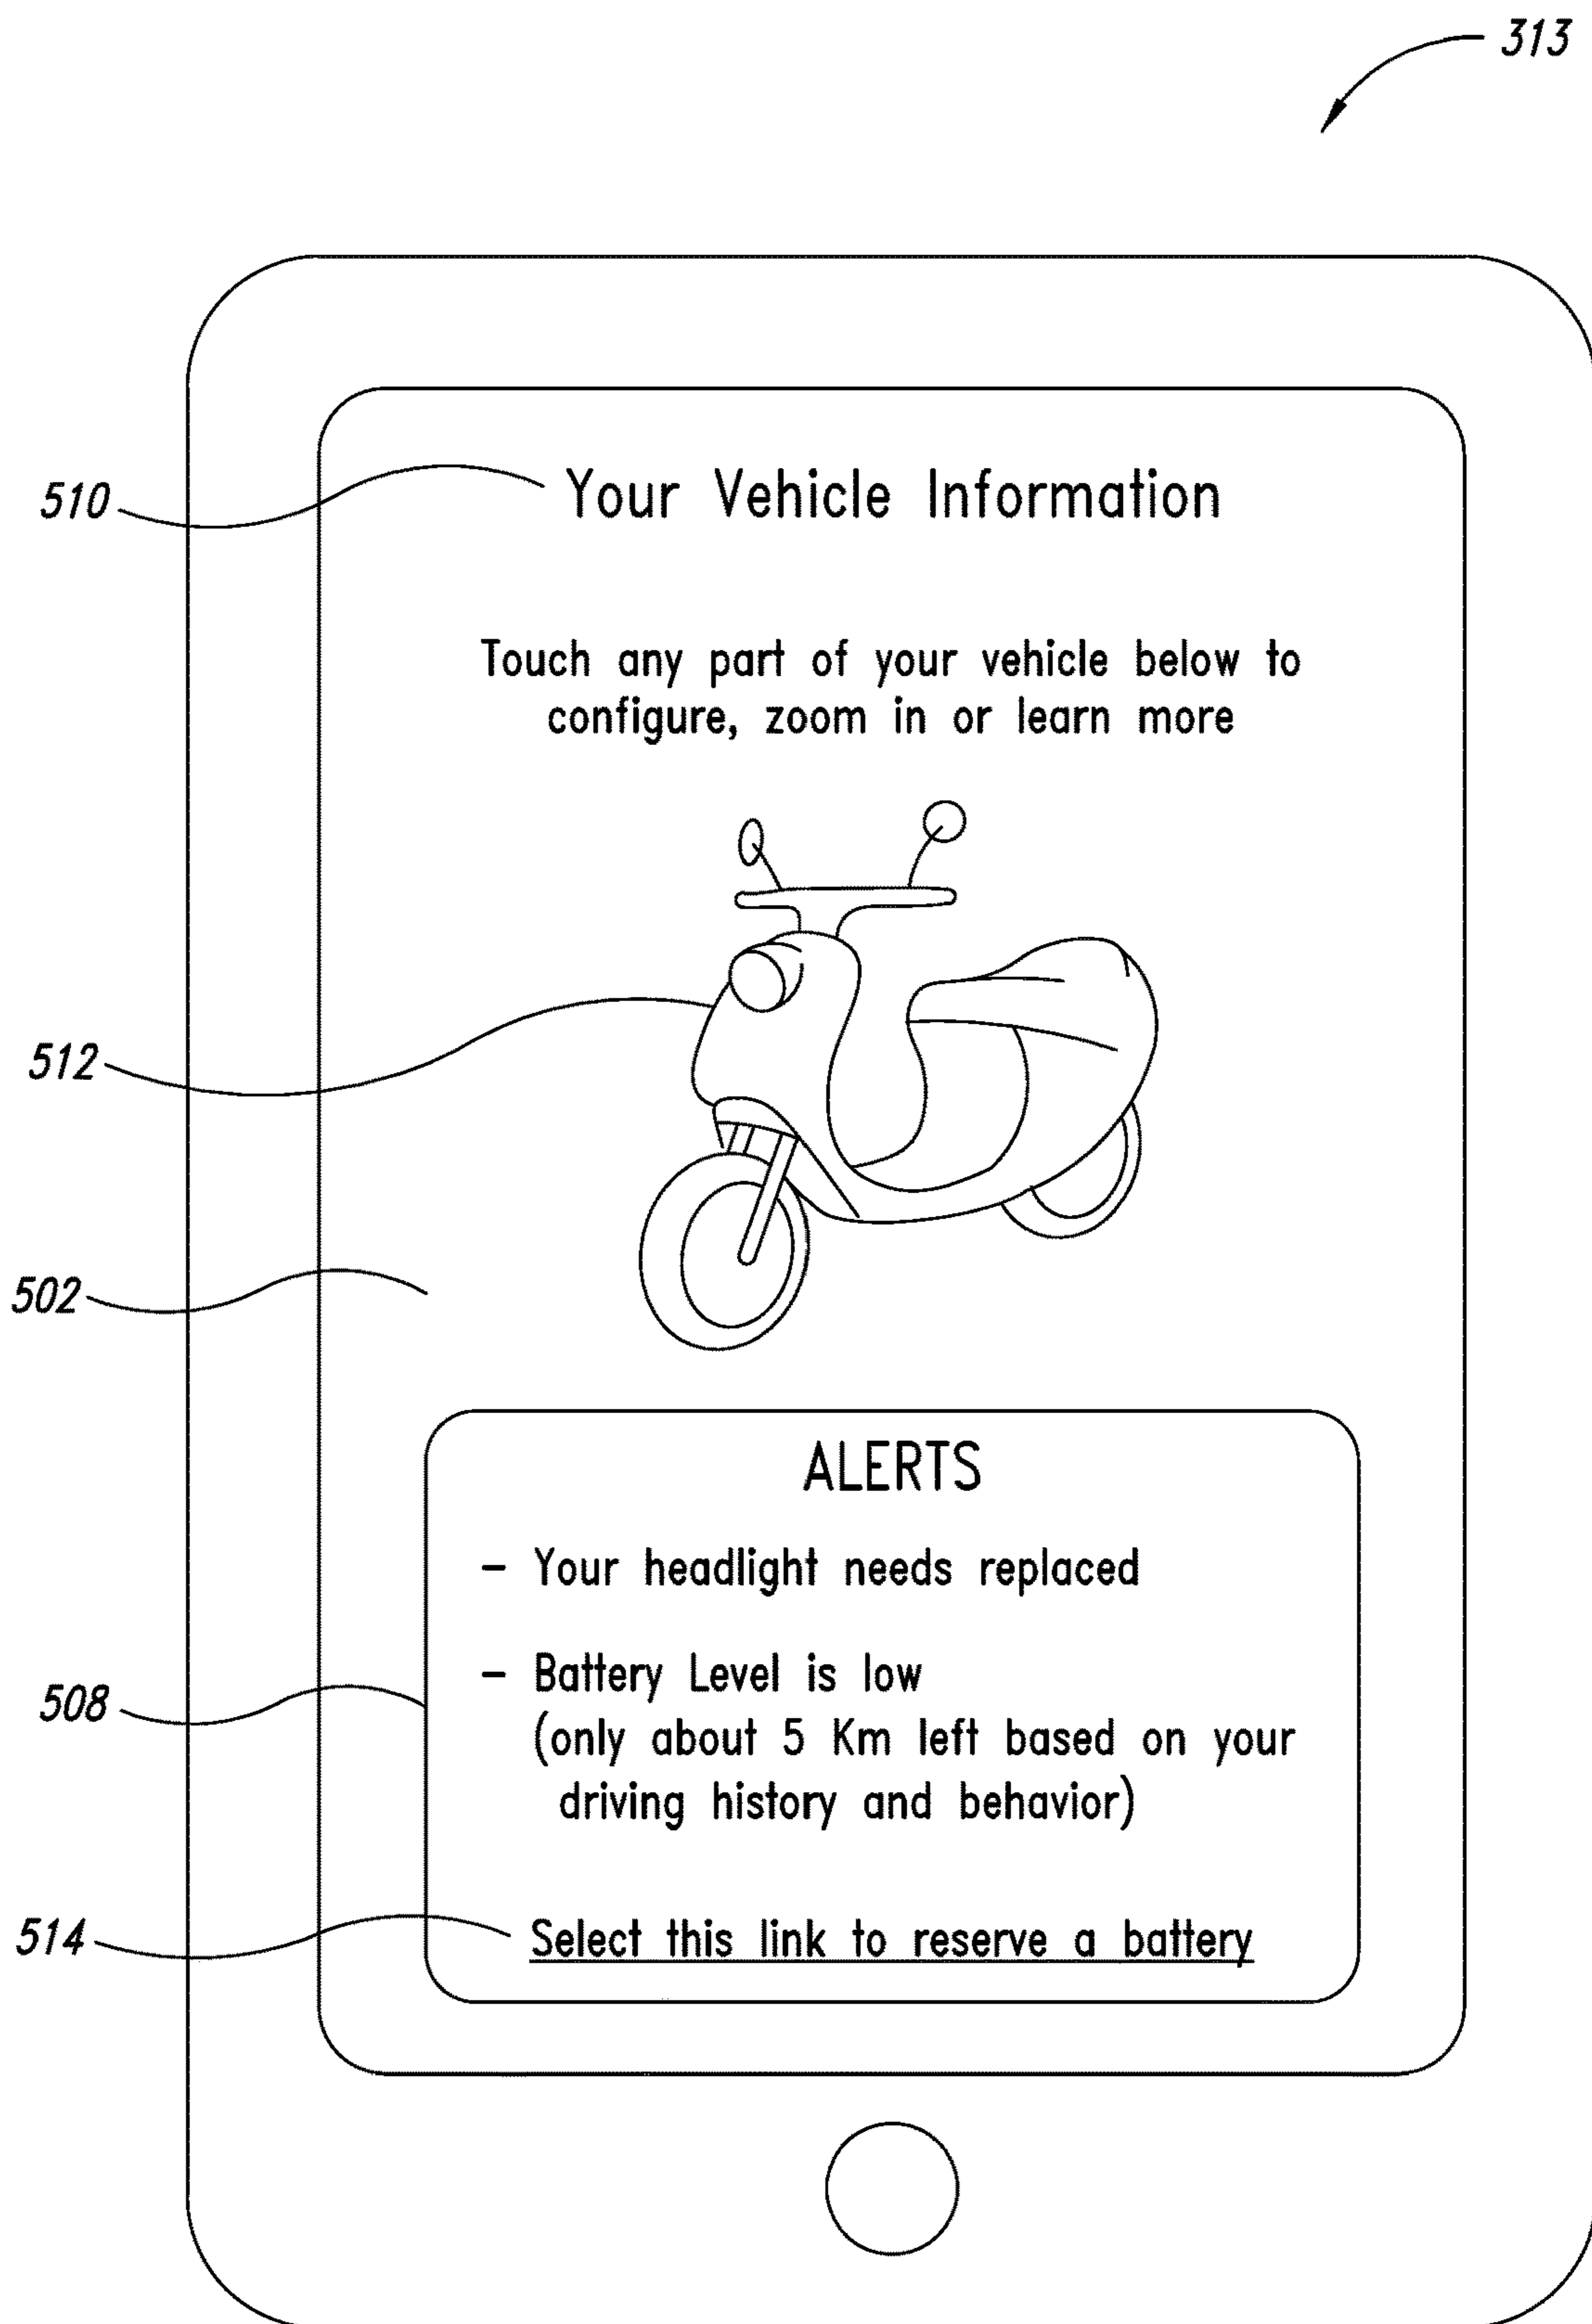 313
510
Your Vehicle Information
Touch any part of your vehicle below to
configure, zoom in or learn more
512
502
ALERTS
- Your headlight needs replaced
- Battery Level is low
508
(only about 5 Km left based on your
driving history and behavior)
514
Select this link to reserve a battery